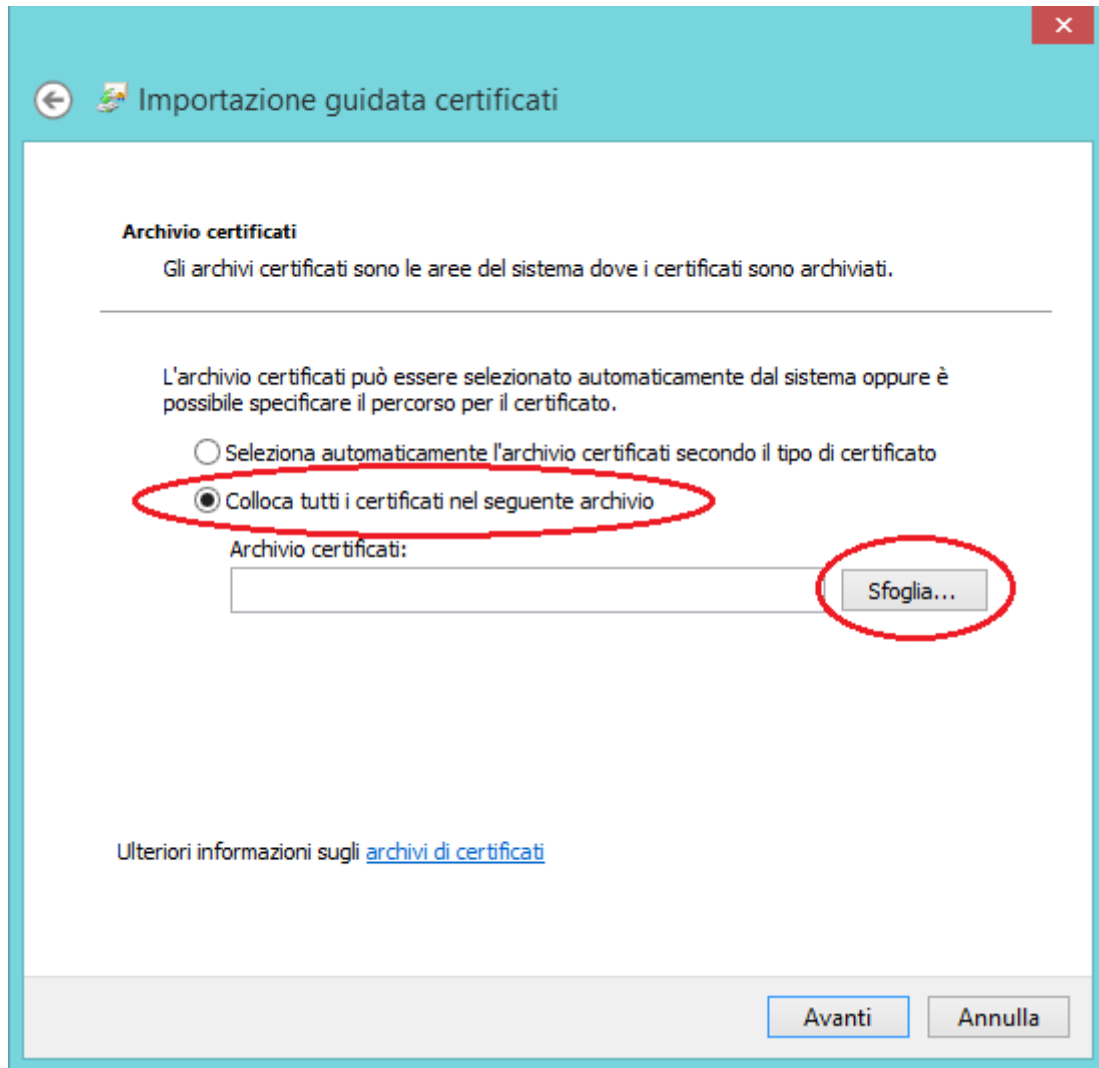 Importazione guidata certificati
Archivio certificati
Gli archivi certificati sono le aree del sistema dove i certificati sono archiviati.
L'archivio certificati può essere selezionato automaticamente dal sistema oppure è
possibile specificare il percorso per il certificato.
Seleziona automaticamente l'archivio certificati secondo il tipo di certificato
Colloca tutti i certificati nel seguente archivio
Archivio certificati:
Sfoglia...
Ulteriori informazioni sugli archivi di certificati
Avanti
Annulla